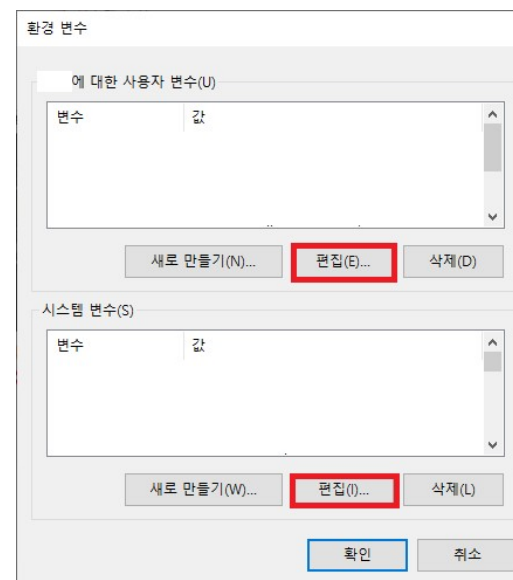 환경 변수
에 대한 사용자 변수(U)
변수 값
새로 만들기(N)... 편집(E)... 삭제(D)
시스템 변수(S)
변수 값
새로 만들기(W)... 편집(I)... 삭제(L)
확인 취소